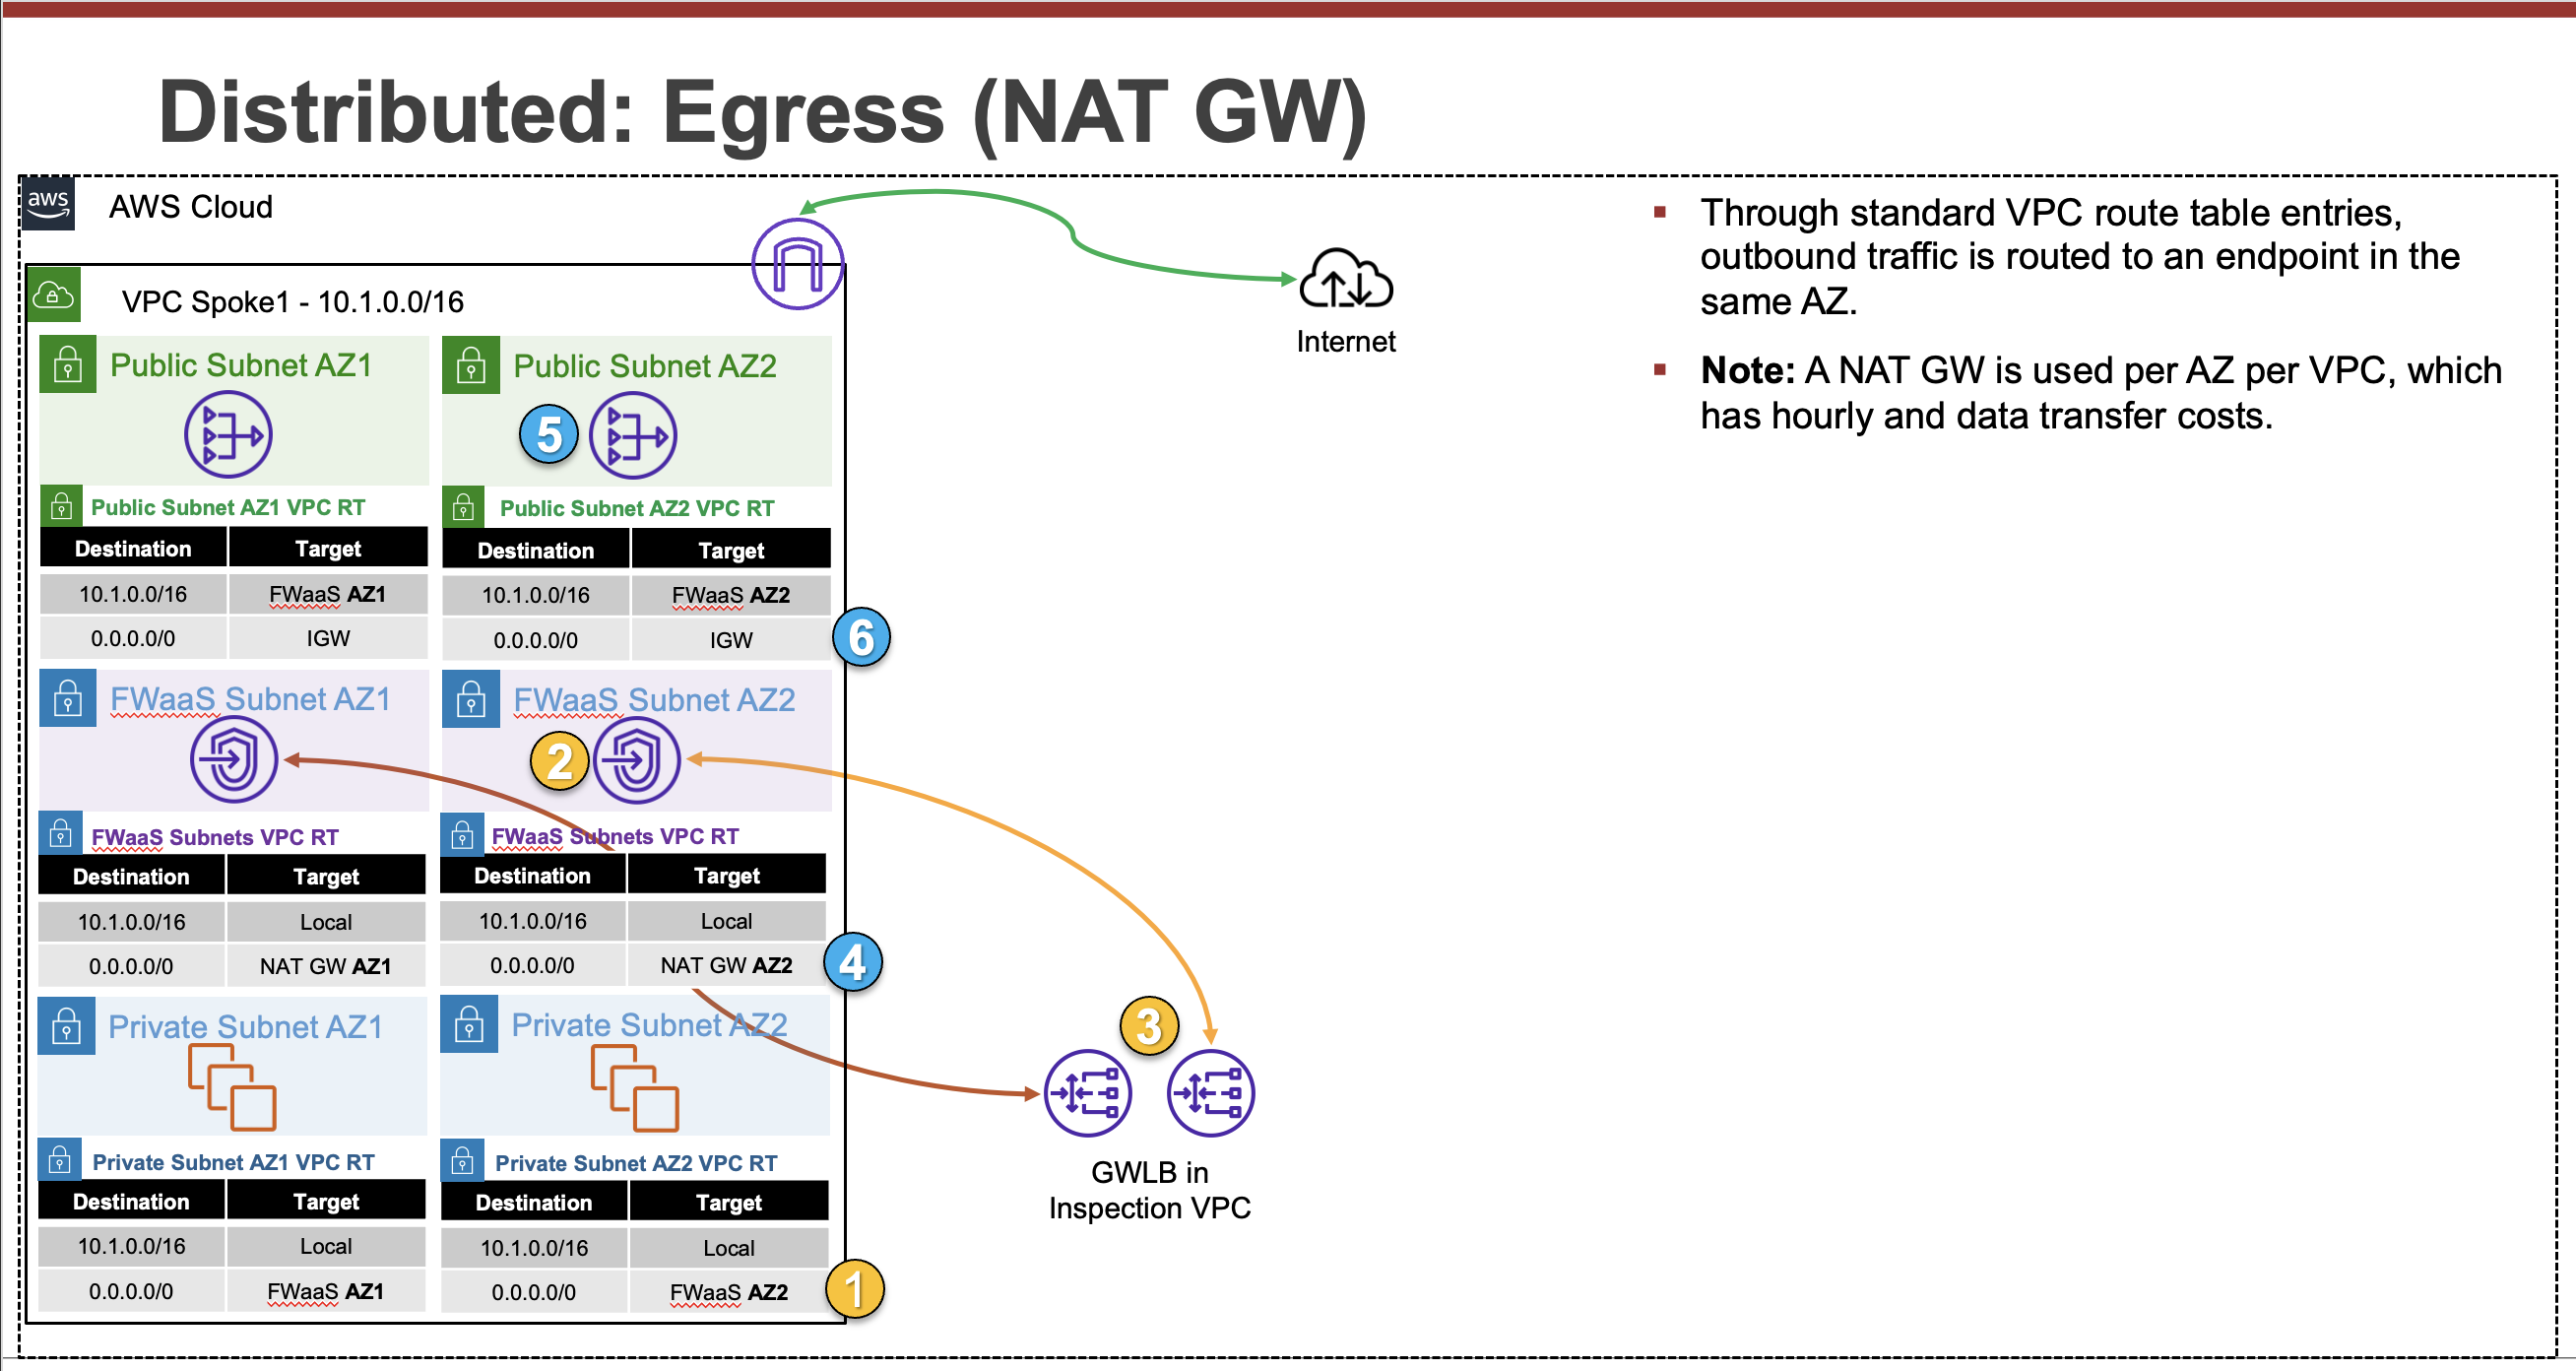 Distributed: Egress (NAT GW)
aws
AWS Cloud
VPC Spoke1 - 10.1.0.0/16
Internet
Through standard VPC route table entries,
outbound traffic is routed to an endpoint in the
same AZ.
Note: A NAT GW is used per AZ per VPC, which
has hourly and data transfer costs.
Public Subnet AZ1
Public Subnet AZ2
5
Public Subnet AZ1 VPC RT
Destination Target
10.1.0.0/16 FWaaS AZ1
0.0.0.0/0 IGW
Public Subnet AZ2 VPC RT
Destination Target
10.1.0.0/16 FWaaS AZ2
0.0.0.0/0 IGW
6
FWaaS Subnet AZ1
FWaaS Subnet AZ2
2
FWaaS Subnets VPC RT
Destination Target
10.1.0.0/16 Local
0.0.0.0/0 NAT GW AZ1
FWaaS Subnets VPC RT
Destination Target
10.1.0.0/16 Local
0.0.0.0/0 NAT GW AZ2
4
Private Subnet AZ1
Private Subnet AZ2
3
GWLB in
Inspection VPC
Private Subnet AZ1 VPC RT
Destination Target
10.1.0.0/16 Local
0.0.0.0/0 FWaaS AZ1
Private Subnet AZ2 VPC RT
Destination Target
10.1.0.0/16 Local
0.0.0.0/0 FWaaS AZ2
1